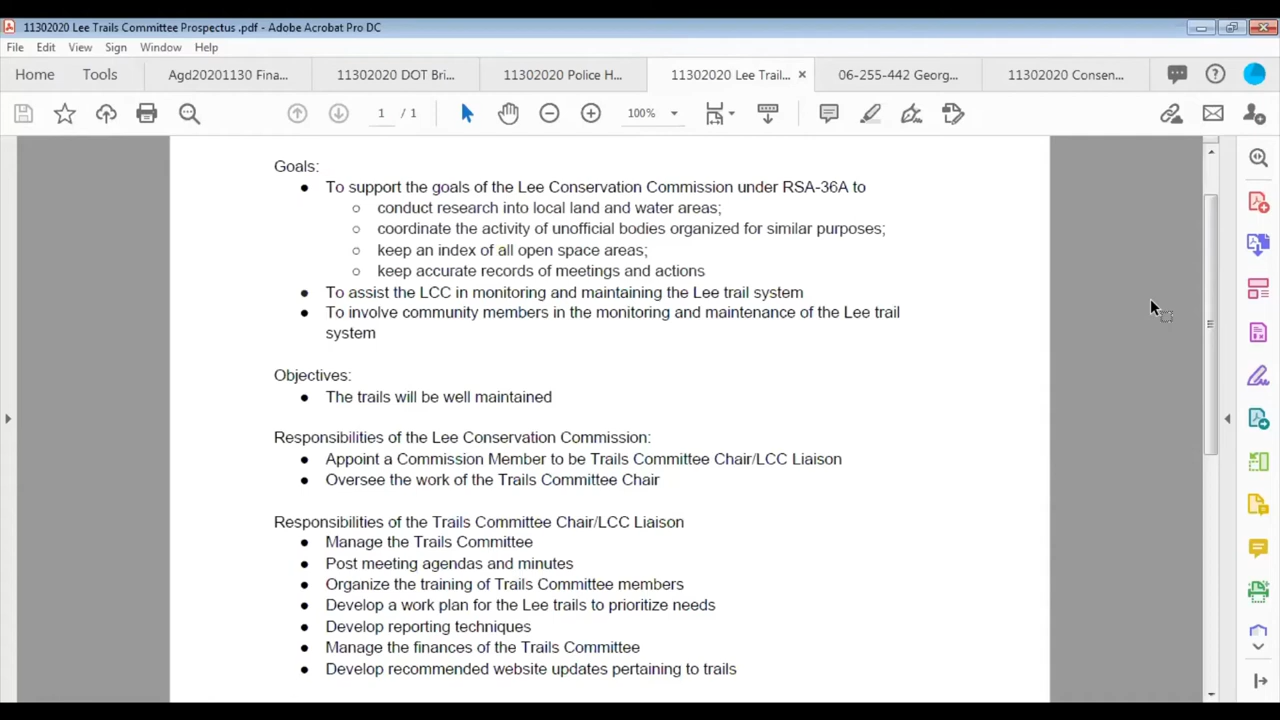 11302020 Lee Trails Committee Prospectus .pdf - Adobe Acrobat Pro DC
File Edit View Sign Window Help
Home Tools Agd20201130 Fina... 11302020 DOT Bri... 11302020 Police H... 11302020 Lee Trail... × 06-255-442 Georg... 11302020 Consen...
1 / 1 100%
Goals:
● To support the goals of the Lee Conservation Commission under RSA-36A to
○ conduct research into local land and water areas;
○ coordinate the activity of unofficial bodies organized for similar purposes;
○ keep an index of all open space areas;
○ keep accurate records of meetings and actions
● To assist the LCC in monitoring and maintaining the Lee trail system
● To involve community members in the monitoring and maintenance of the Lee trail
system
Objectives:
● The trails will be well maintained
Responsibilities of the Lee Conservation Commission:
● Appoint a Commission Member to be Trails Committee Chair/LCC Liaison
● Oversee the work of the Trails Committee Chair
Responsibilities of the Trails Committee Chair/LCC Liaison
● Manage the Trails Committee
● Post meeting agendas and minutes
● Organize the training of Trails Committee members
● Develop a work plan for the Lee trails to prioritize needs
● Develop reporting techniques
● Manage the finances of the Trails Committee
● Develop recommended website updates pertaining to trails